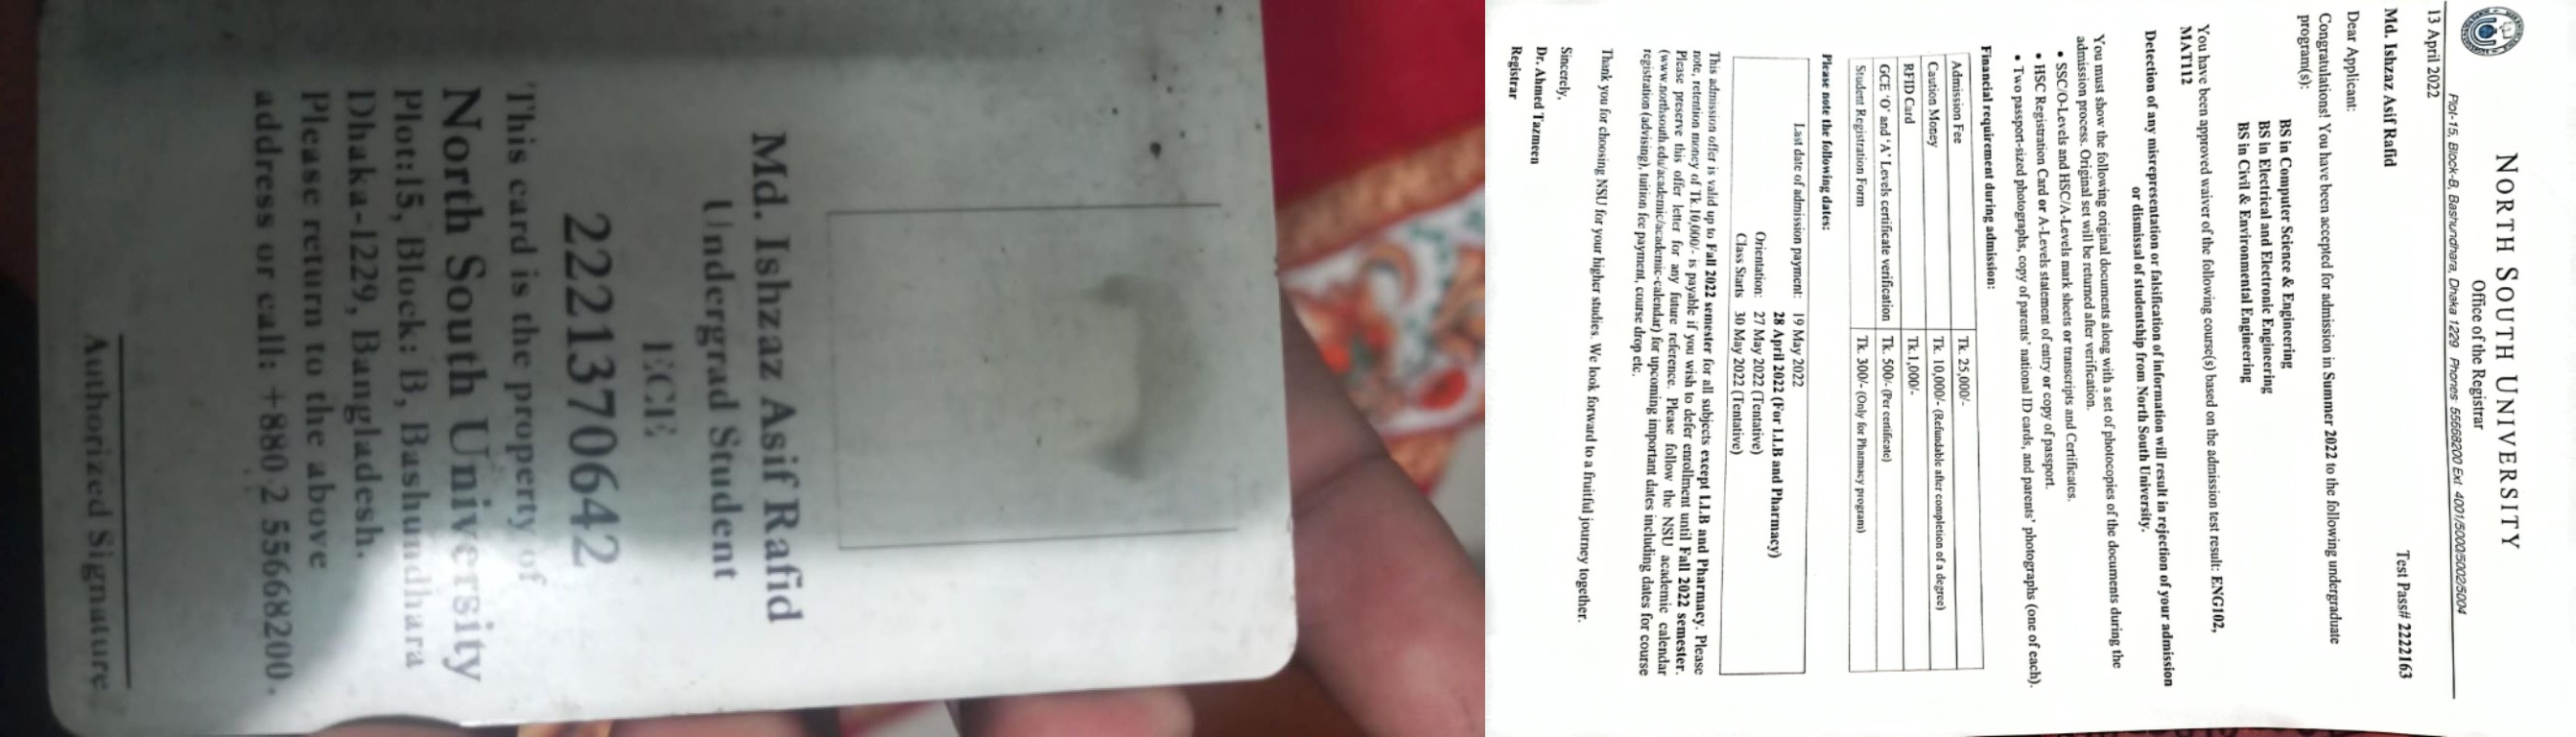 Md. Ishzaz Asif Rafid
Undergrad Student
ECE
2221370642
This card is the property of
North South University
Plot:15, Block: B, Bashundhara
Dhaka-1229, Bangladesh.
Please return to the above
address or call: +880 2 55668200.
Authorized Signature
NORTH SOUTH UNIVERSITY
Office of the Registrar
Plot-15, Block-B, Bashundhara, Dhaka 1229 Phones 55668200 Ext 4001/5000/5002/5004
13 April 2022
Test Pass# 2222163
Md. Ishzaz Asif Rafid
Dear Applicant:
Congratulations! You have been accepted for admission in Summer 2022 to the following undergraduate
program(s):
BS in Computer Science & Engineering
BS in Electrical and Electronic Engineering
BS in Civil & Environmental Engineering
You have been approved waiver of the following course(s) based on the admission test result: ENG102,
MAT112
Detection of any misrepresentation or falsification of information will result in rejection of your admission
or dismissal of studentship from North South University.
You must show the following original documents along with a set of photocopies of the documents during the
admission process. Original set will be returned after verification.
• SSC/O-Levels and HSC/A-Levels mark sheets or transcripts and Certificates.
• HSC Registration Card or A-Levels statement of entry or copy of passport.
• Two passport-sized photographs, copy of parents' national ID cards, and parents' photographs (one of each).
Financial requirement during admission:
Admission Fee Tk. 25,000/-
Caution Money Tk. 10,000/- (Refundable after completion of a degree)
RFID Card Tk.1,000/-
GCE 'O' and 'A' Levels certificate verification Tk. 500/- (Per certificate)
Student Registration Form Tk. 300/- (Only for Pharmacy program)
Please note the following dates:
Last date of admission payment: 19 May 2022
28 April 2022 (For LLB and Pharmacy)
Orientation: 27 May 2022 (Tentative)
Class Starts 30 May 2022 (Tentative)
This admission offer is valid up to Fall 2022 semester for all subjects except LLB and Pharmacy. Please
note, retention money of Tk.10,000/- is payable if you wish to defer enrollment until Fall 2022 semester.
Please preserve this offer letter for any future reference. Please follow the NSU academic calendar
(www.northsouth.edu/academic/academic-calendar) for upcoming important dates including dates for course
registration (advising), tuition fee payment, course drop etc.
Thank you for choosing NSU for your higher studies. We look forward to a fruitful journey together.
Sincerely,
Dr. Ahmed Tazmeen
Registrar